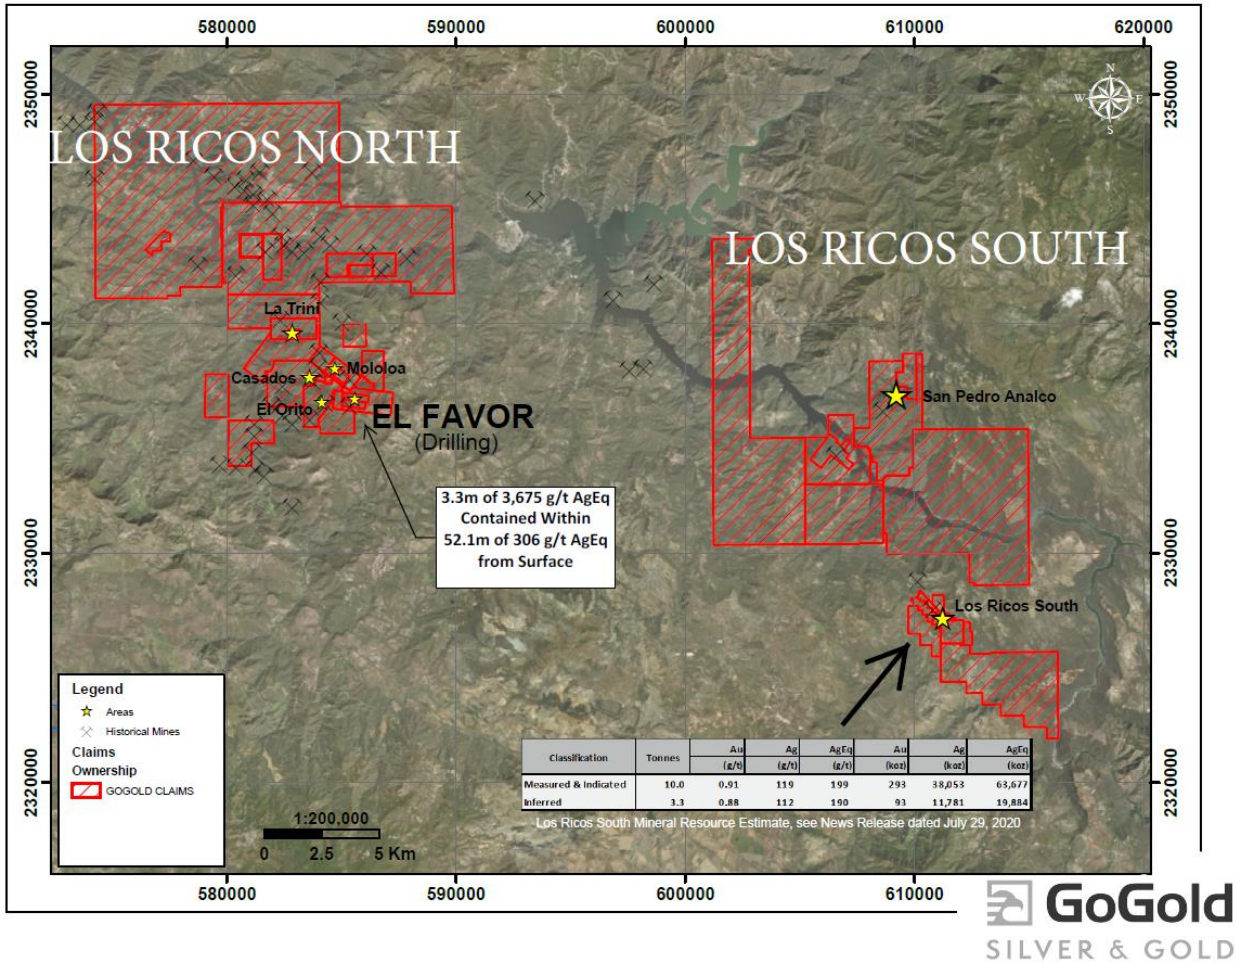 580000
590000
600000
610000
620000
2350000
2350000
N
W
E
S
LOS RICOS NORTH
LOS RICOS SOUTH
2340000
2340000
La Trini
Mololoa
Casados
El Orito
EL FAVOR
(Drilling)
San Pedro Analco
3.3m of 3,675 g/t AgEq
Contained Within
52.1m of 306 g/t AgEq
from Surface
2330000
2330000
Los Ricos South
Legend
Areas
Historical Mines
Claims
Ownership
GOGOLD CLAIMS
2320000
2320000
Classification Tonnes Au Ag AgEq Au Ag AgEq
(g/t) (g/t) (g/t) (koz) (koz) (koz)
Measured & Indicated 10.0 0.91 119 199 293 38,053 63,677
Inferred 3.3 0.88 112 190 93 11,781 19,884
Los Ricos South Mineral Resource Estimate, see News Release dated July 29, 2020
1:200,000
0 2.5 5 Km
580000
590000
600000
610000
GoGold
SILVER & GOLD